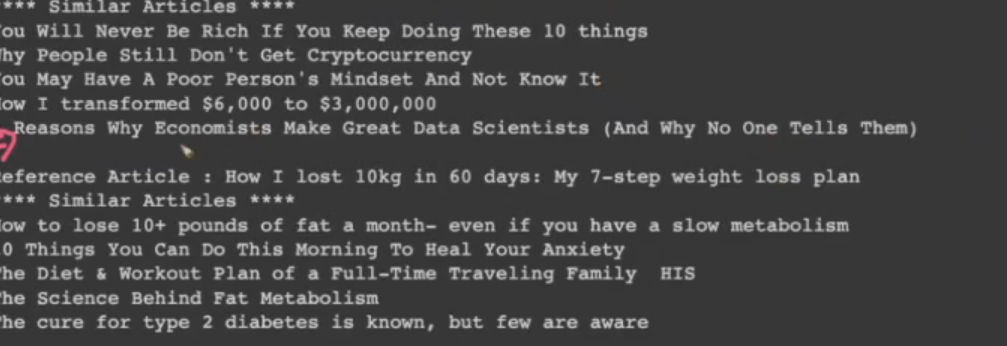 **** Similar Articles ****
ou Will Never Be Rich If You Keep Doing These 10 things
hy People Still Don't Get Cryptocurrency
ou May Have A Poor Person's Mindset And Not Know It
ow I transformed $6,000 to $3,000,000
Reasons Why Economists Make Great Data Scientists (And Why No One Tells Them)
eference Article : How I lost 10kg in 60 days: My 7-step weight loss plan
**** Similar Articles ****
ow to lose 10+ pounds of fat a month- even if you have a slow metabolism
0 Things You Can Do This Morning To Heal Your Anxiety
he Diet & Workout Plan of a Full-Time Traveling Family  HIS
he Science Behind Fat Metabolism
he cure for type 2 diabetes is known, but few are aware